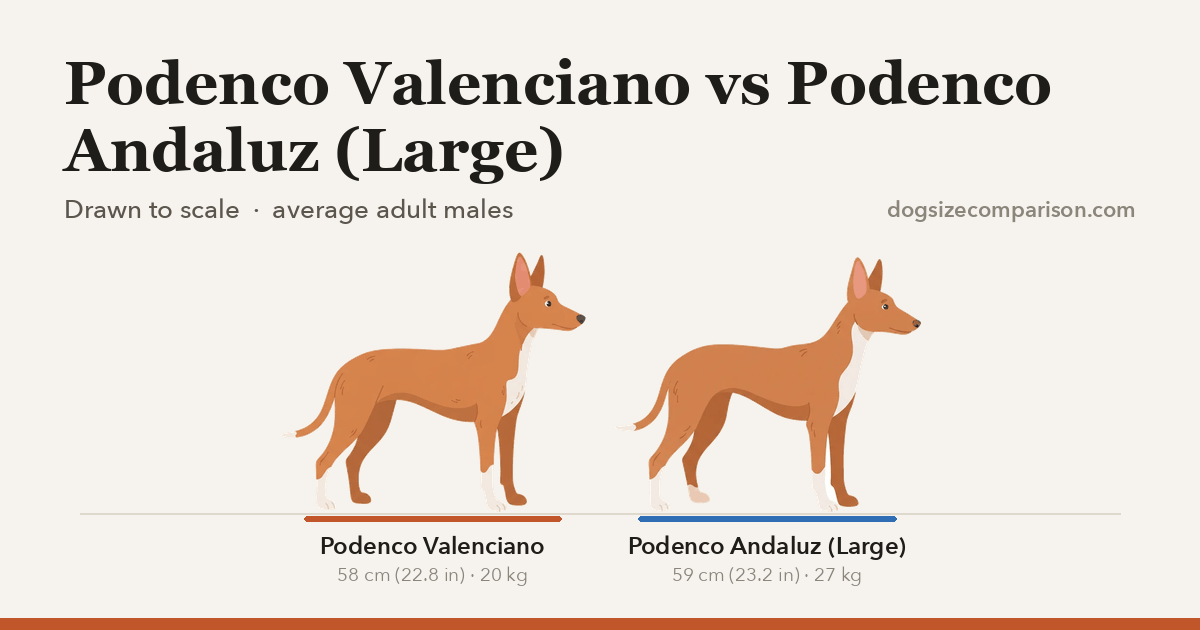 Podenco Valenciano vs Podenco
Andaluz (Large)
Drawn to scale · average adult males
dogsizecomparison.com
Podenco Valenciano
58 cm (22.8 in) · 20 kg
Podenco Andaluz (Large)
59 cm (23.2 in) · 27 kg